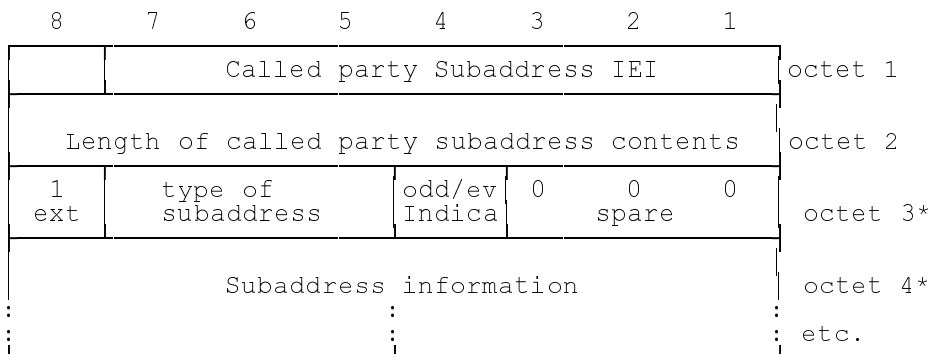 8 7 6 5 4 3 2 1
Called party Subaddress IEI octet 1
Length of called party subaddress contents octet 2
1 type of odd/ev 0 0 0
ext subaddress Indica spare octet 3*
Subaddress information octet 4*
: : :
: : : etc.